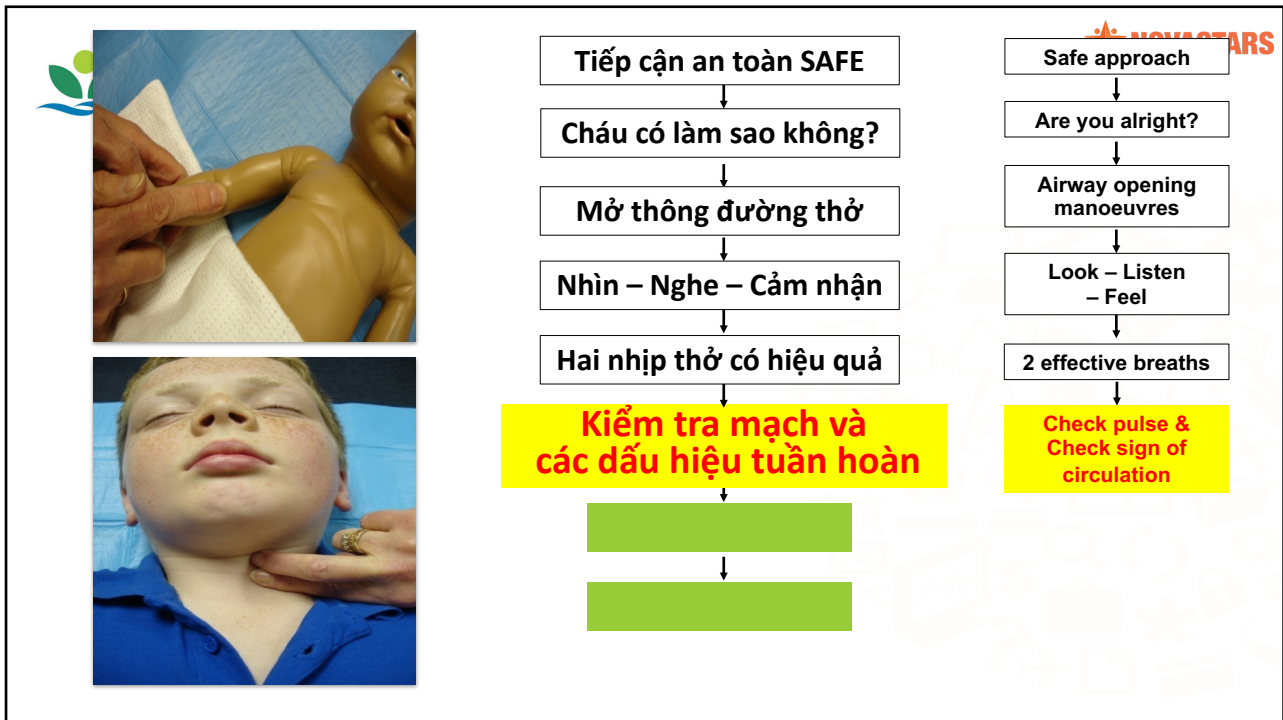 Tiếp cận an toàn SAFE
Cháu có làm sao không?
Mở thông đường thở
Nhìn – Nghe – Cảm nhận
Hai nhịp thở có hiệu quả
Kiểm tra mạch và
các dấu hiệu tuần hoàn
ARS
Safe approach
Are you alright?
Airway opening
manoeuvres
Look – Listen
– Feel
2 effective breaths
Check pulse &
Check sign of
circulation